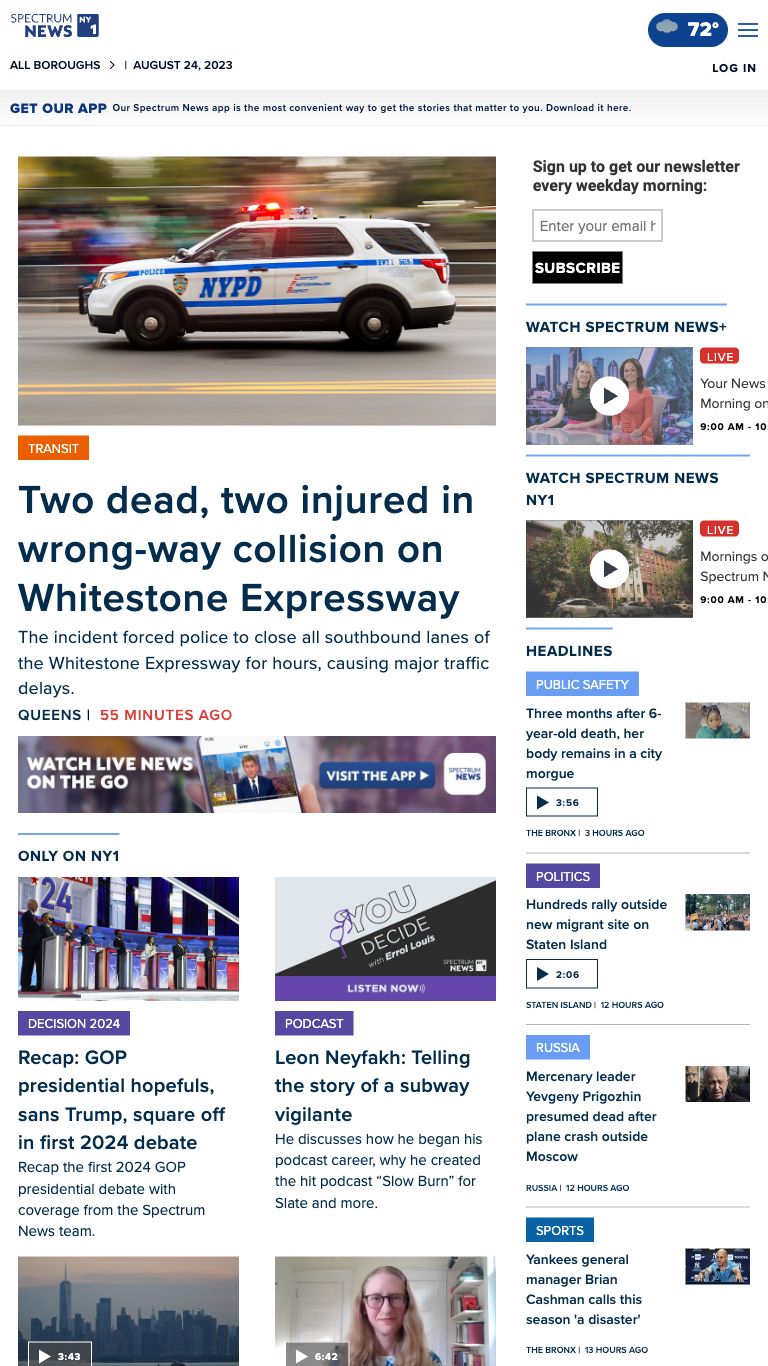 SPECTRUM
NEWS NY 1
72°
ALL BOROUGHS > | AUGUST 24, 2023
LOG IN
GET OUR APP Our Spectrum News app is the most convenient way to get the stories that matter to you. Download it here.
POLICE
NYPD
HWY 1
TRANSIT
Two dead, two injured in
wrong-way collision on
Whitestone Expressway
The incident forced police to close all southbound lanes of
the Whitestone Expressway for hours, causing major traffic
delays.
QUEENS | 55 MINUTES AGO
WATCH LIVE NEWS
ON THE GO
VISIT THE APP
SPECTRUM
NEWS
ONLY ON NY1
24
DECISION 2024
Recap: GOP
presidential hopefuls,
sans Trump, square off
in first 2024 debate
Recap the first 2024 GOP
presidential debate with
coverage from the Spectrum
News team.
3:43
YOU
DECIDE
with Errol Louis
SPECTRUM
NEWS NY 1
LISTEN NOW
PODCAST
Leon Neyfakh: Telling
the story of a subway
vigilante
He discusses how he began his
podcast career, why he created
the hit podcast “Slow Burn” for
Slate and more.
6:42
Sign up to get our newsletter
every weekday morning:
Enter your email h
SUBSCRIBE
WATCH SPECTRUM NEWS+
LIVE
Your News
Morning on
9:00 AM - 10:
WATCH SPECTRUM NEWS
NY1
LIVE
Mornings o
Spectrum N
9:00 AM - 10:
HEADLINES
PUBLIC SAFETY
Three months after 6-
year-old death, her
body remains in a city
morgue
3:56
THE BRONX | 3 HOURS AGO
POLITICS
Hundreds rally outside
new migrant site on
Staten Island
2:06
STATEN ISLAND | 12 HOURS AGO
RUSSIA
Mercenary leader
Yevgeny Prigozhin
presumed dead after
plane crash outside
Moscow
RUSSIA | 12 HOURS AGO
SPORTS
Yankees general
manager Brian
Cashman calls this
season 'a disaster'
THE BRONX | 13 HOURS AGO